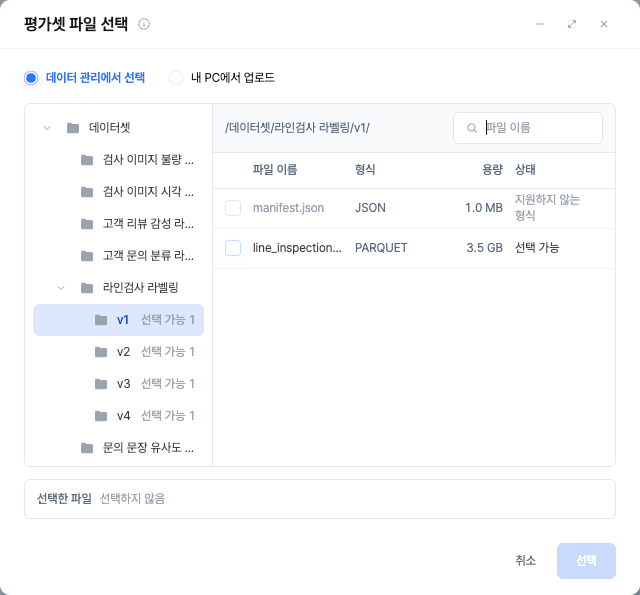 평가셋 파일 선택
데이터 관리에서 선택
내 PC에서 업로드
데이터셋
검사 이미지 불량 ...
검사 이미지 시각 ...
고객 리뷰 감성 라...
고객 문의 분류 라...
라인검사 라벨링
v1 선택 가능 1
v2 선택 가능 1
v3 선택 가능 1
v4 선택 가능 1
문의 문장 유사도 ...
/데이터셋/라인검사 라벨링/v1/
파일 이름
파일 이름 형식 용량 상태
manifest.json JSON 1.0 MB 지원하지 않는
형식
line_inspection... PARQUET 3.5 GB 선택 가능
선택한 파일 선택하지 않음
취소
선택